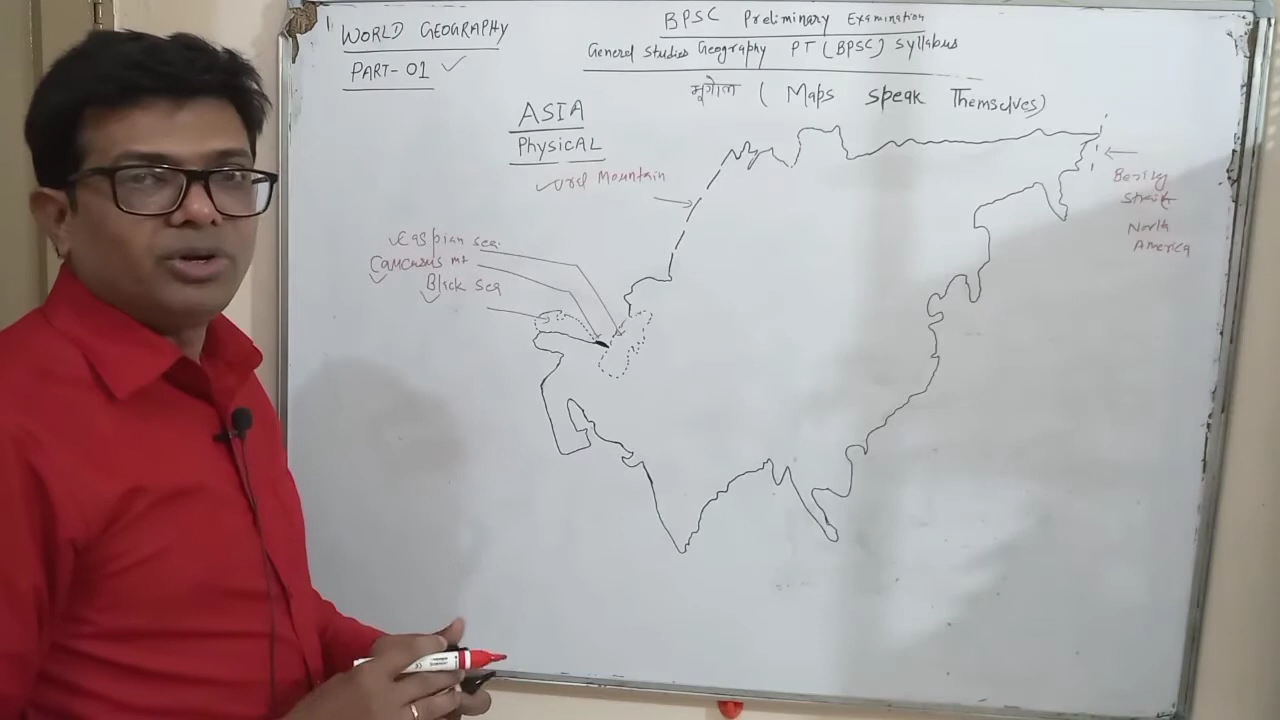 WORLD GEOGRAPHY
PART-01 ✓
BPSC Preliminary Examination
General Studies Geography PT (BPSC) Syllabus
भूगोल ( Maps speak Themselves)
ASIA
PhysicAL
Ural Mountain
Caspian sea
Caucasus mt
Black sea
Bering
Strait
North
America